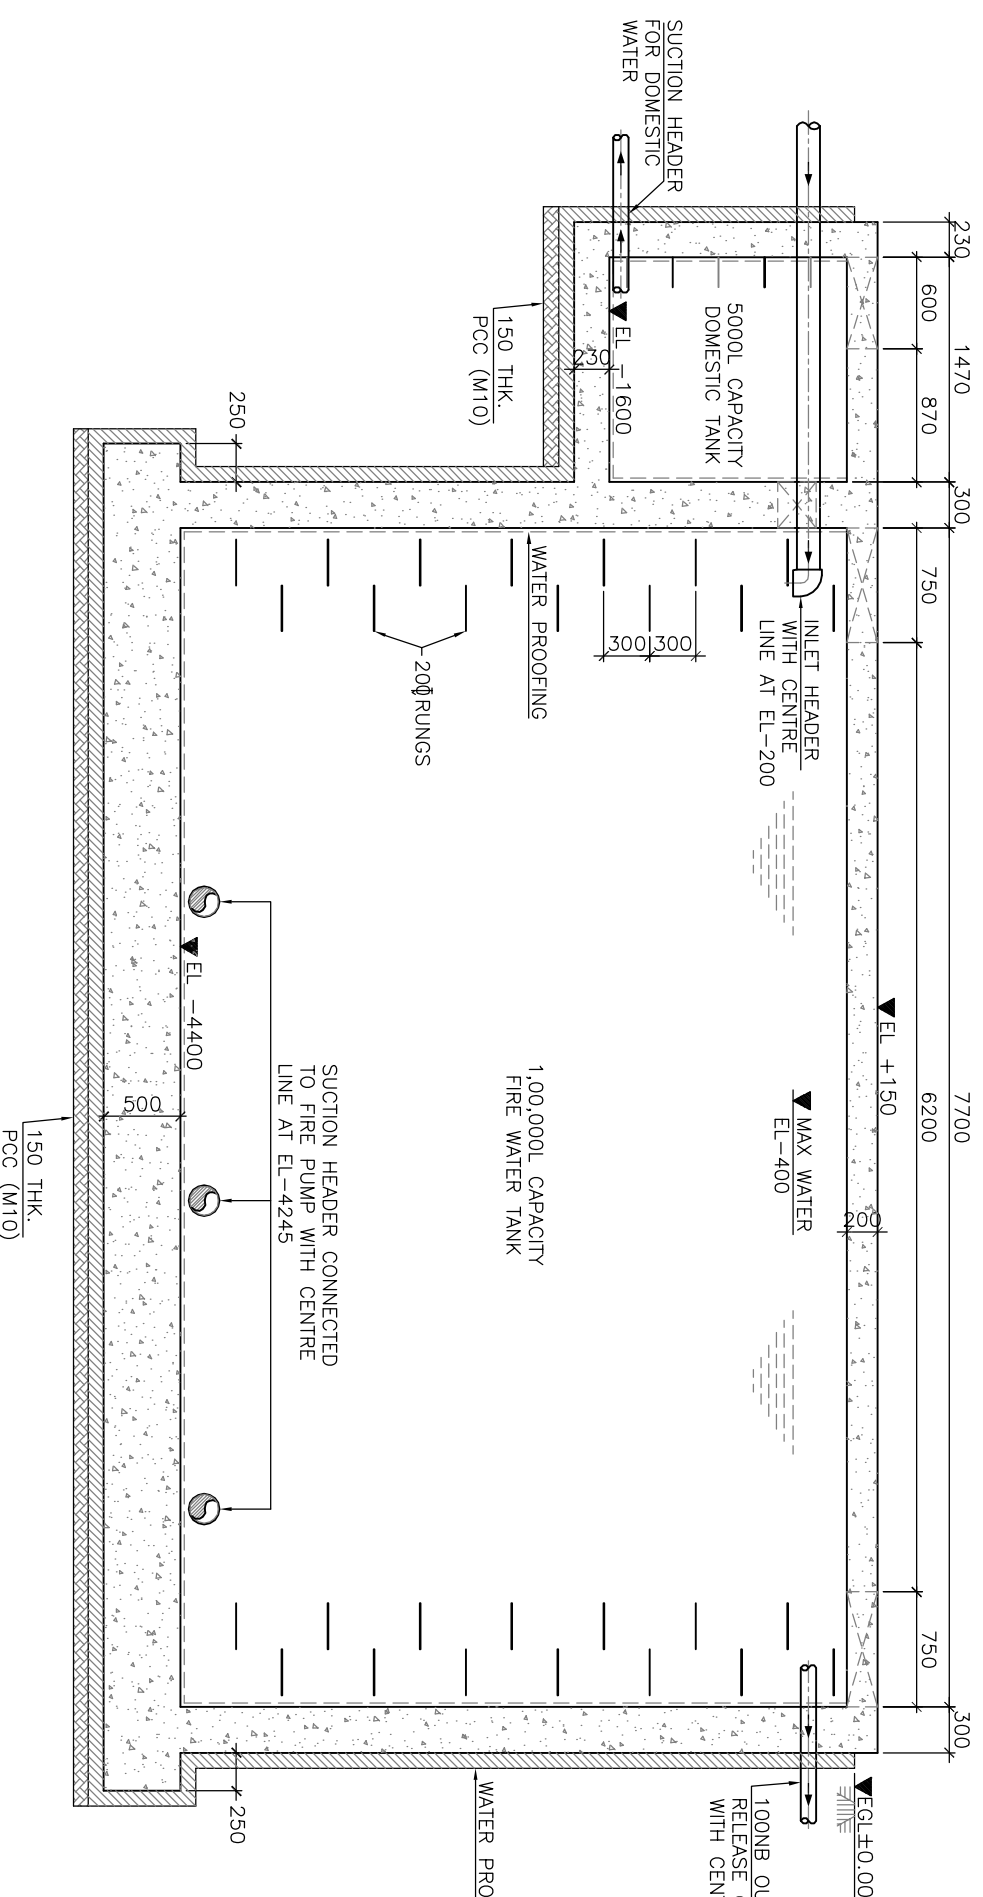 SUCTION HEADER
FOR DOMESTIC
WATER
230
1470
300
7700
300
600
870
750
6200
750
5000L CAPACITY
DOMESTIC TANK
EL -1600
230
150 THK.
PCC (M10)
250
WATER PROOFING
INLET HEADER
WITH CENTRE
LINE AT EL-200
300
300
20Φ RUNGS
EL +150
MAX WATER
EL-400
200
1,00,000L CAPACITY
FIRE WATER TANK
SUCTION HEADER CONNECTED
TO FIRE PUMP WITH CENTRE
LINE AT EL-4245
EL -4400
500
150 THK.
PCC (M10)
EGL±0.00
100NB
RELEASE
WITH
WATER
250